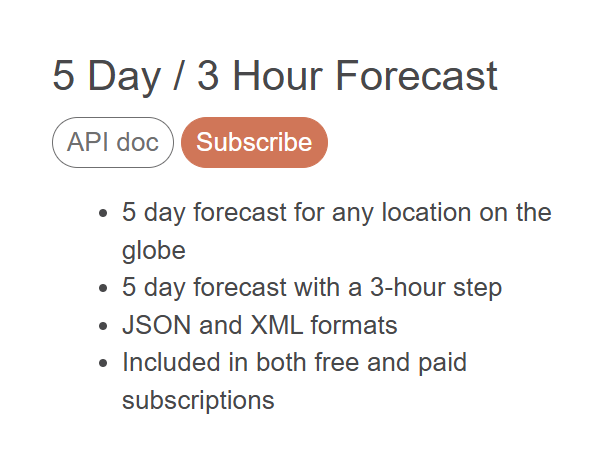 5 Day / 3 Hour Forecast
API doc Subscribe
• 5 day forecast for any location on the
globe
• 5 day forecast with a 3-hour step
• JSON and XML formats
• Included in both free and paid
subscriptions